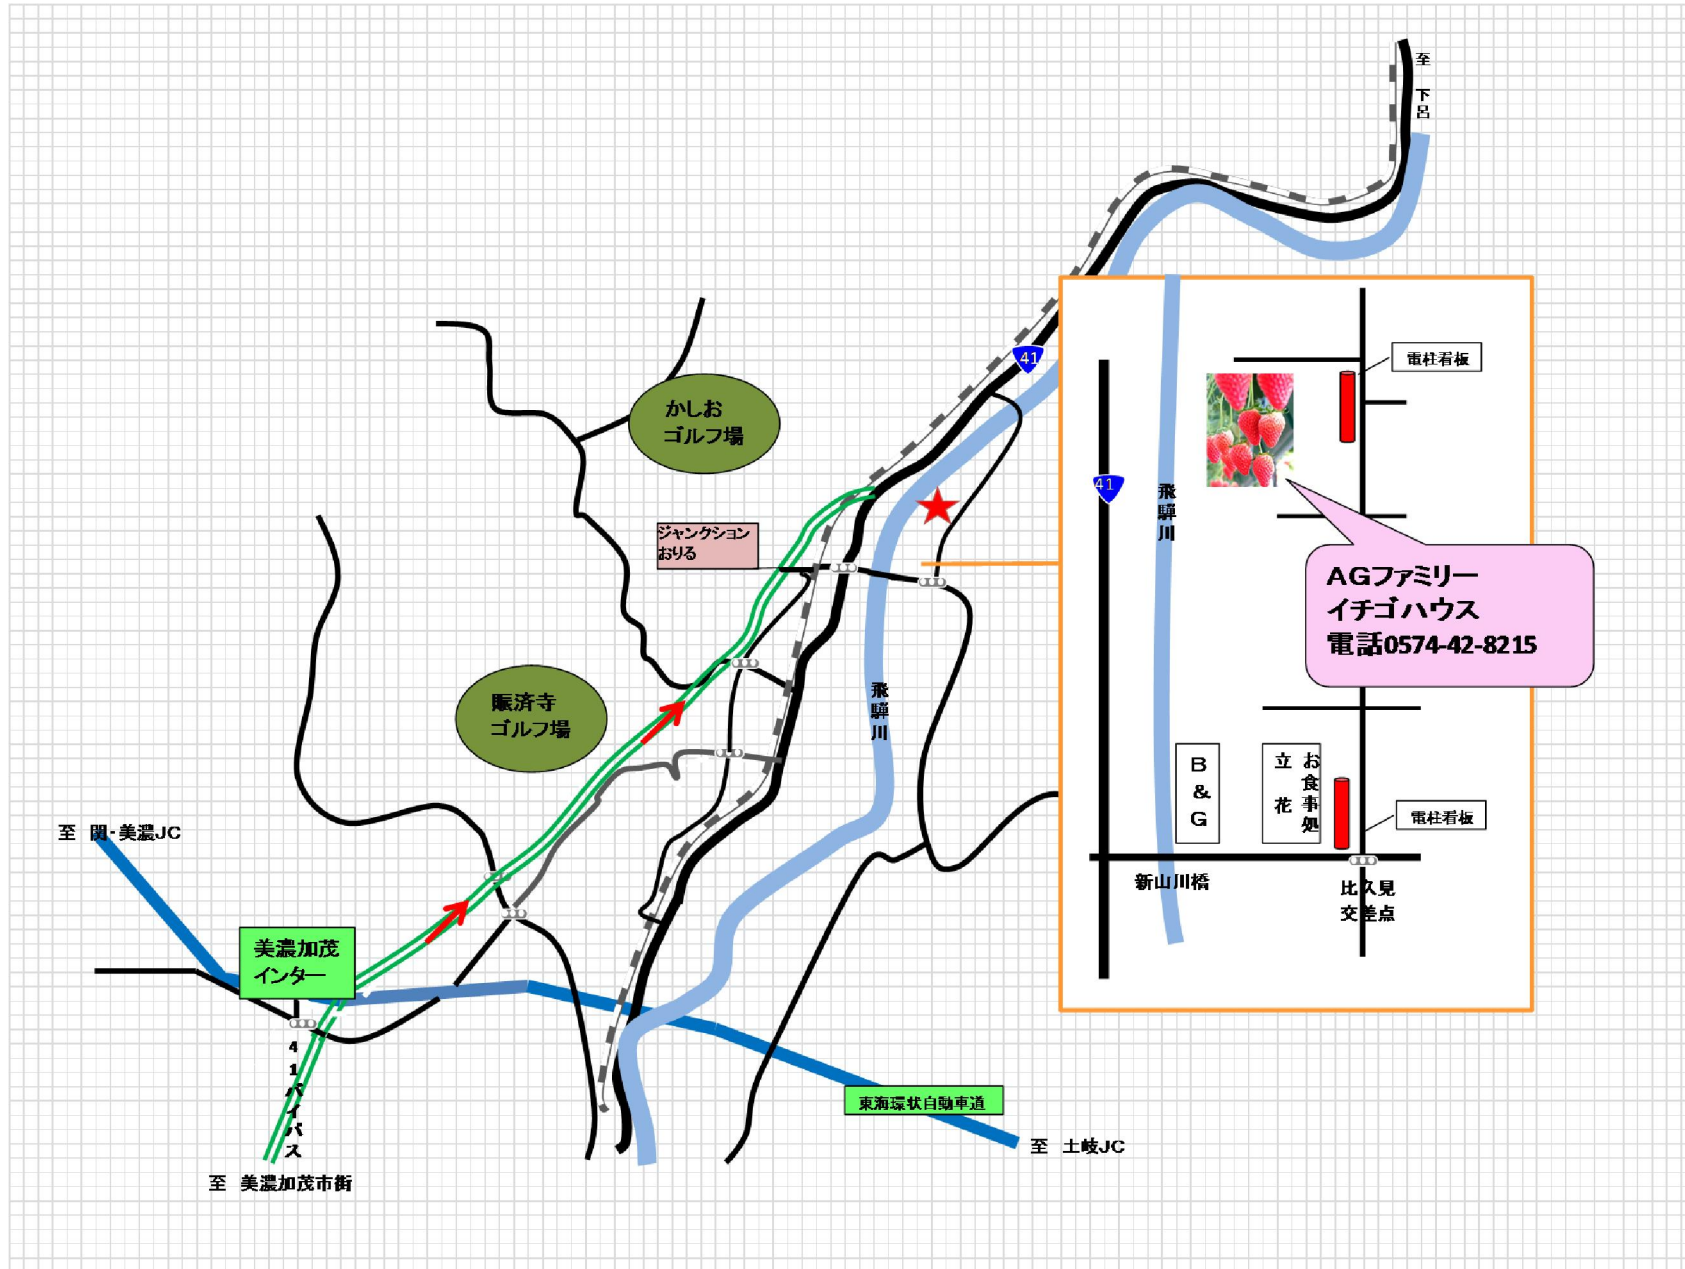 至 下呂
41
かしお
ゴルフ場
ジャンクション
おりる
賑済寺
ゴルフ場
飛騨川
至 関・美濃JC
美濃加茂
インター
41バイパス
至 美濃加茂市街
東海環状自動車道
至 土岐JC
電柱看板
41
飛騨川
AGファミリー
イチゴハウス
電話0574-42-8215
B&G
お食事処
立花
電柱看板
新山川橋
比久見
交差点